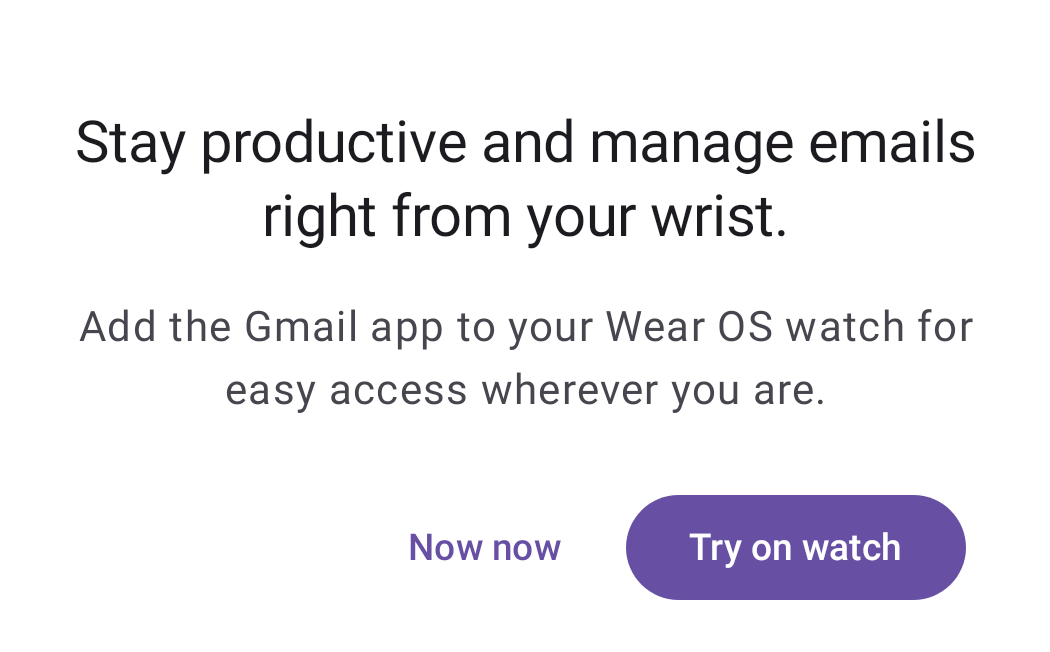 Stay productive and manage emails
right from your wrist.
Add the Gmail app to your Wear OS watch for
easy access wherever you are.
Now now
Try on watch